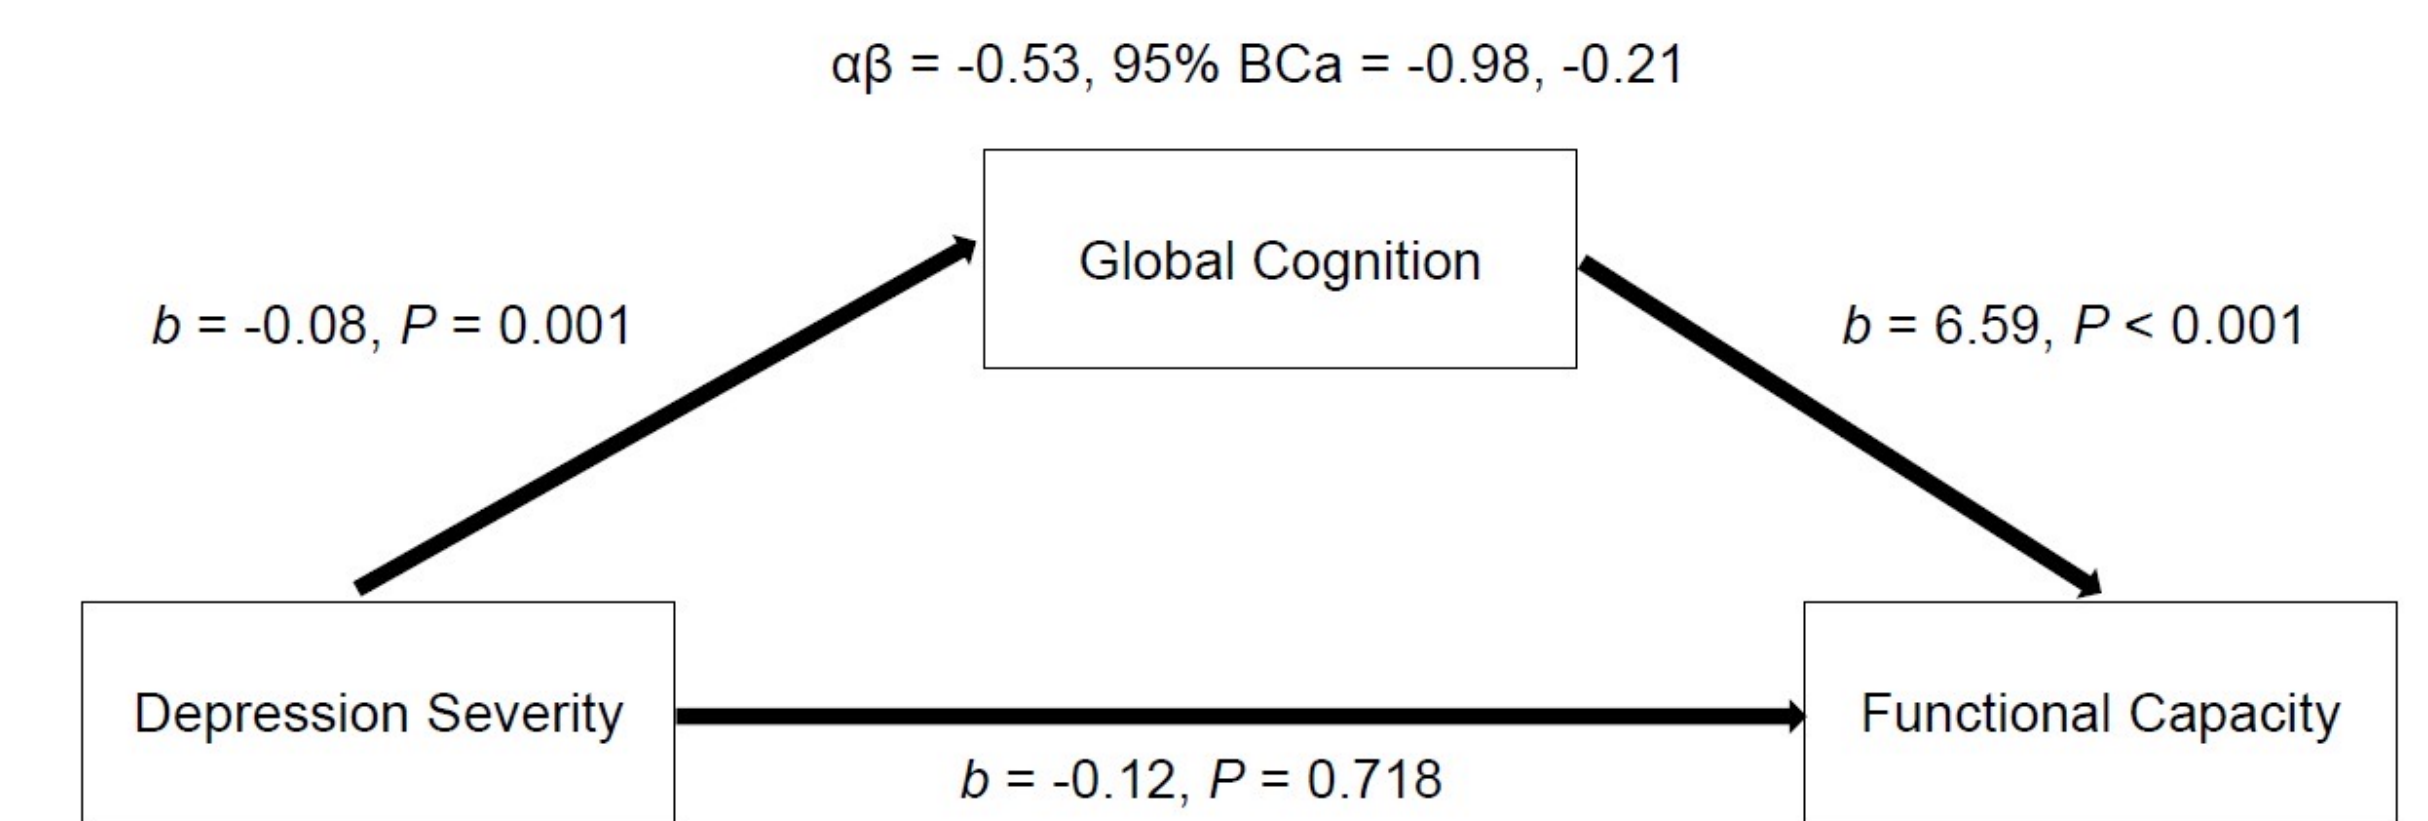 αβ = -0.53, 95% BCa = -0.98, -0.21
Global Cognition
b = -0.08, P = 0.001
b = 6.59, P < 0.001
Depression Severity
Functional Capacity
b = -0.12, P = 0.718